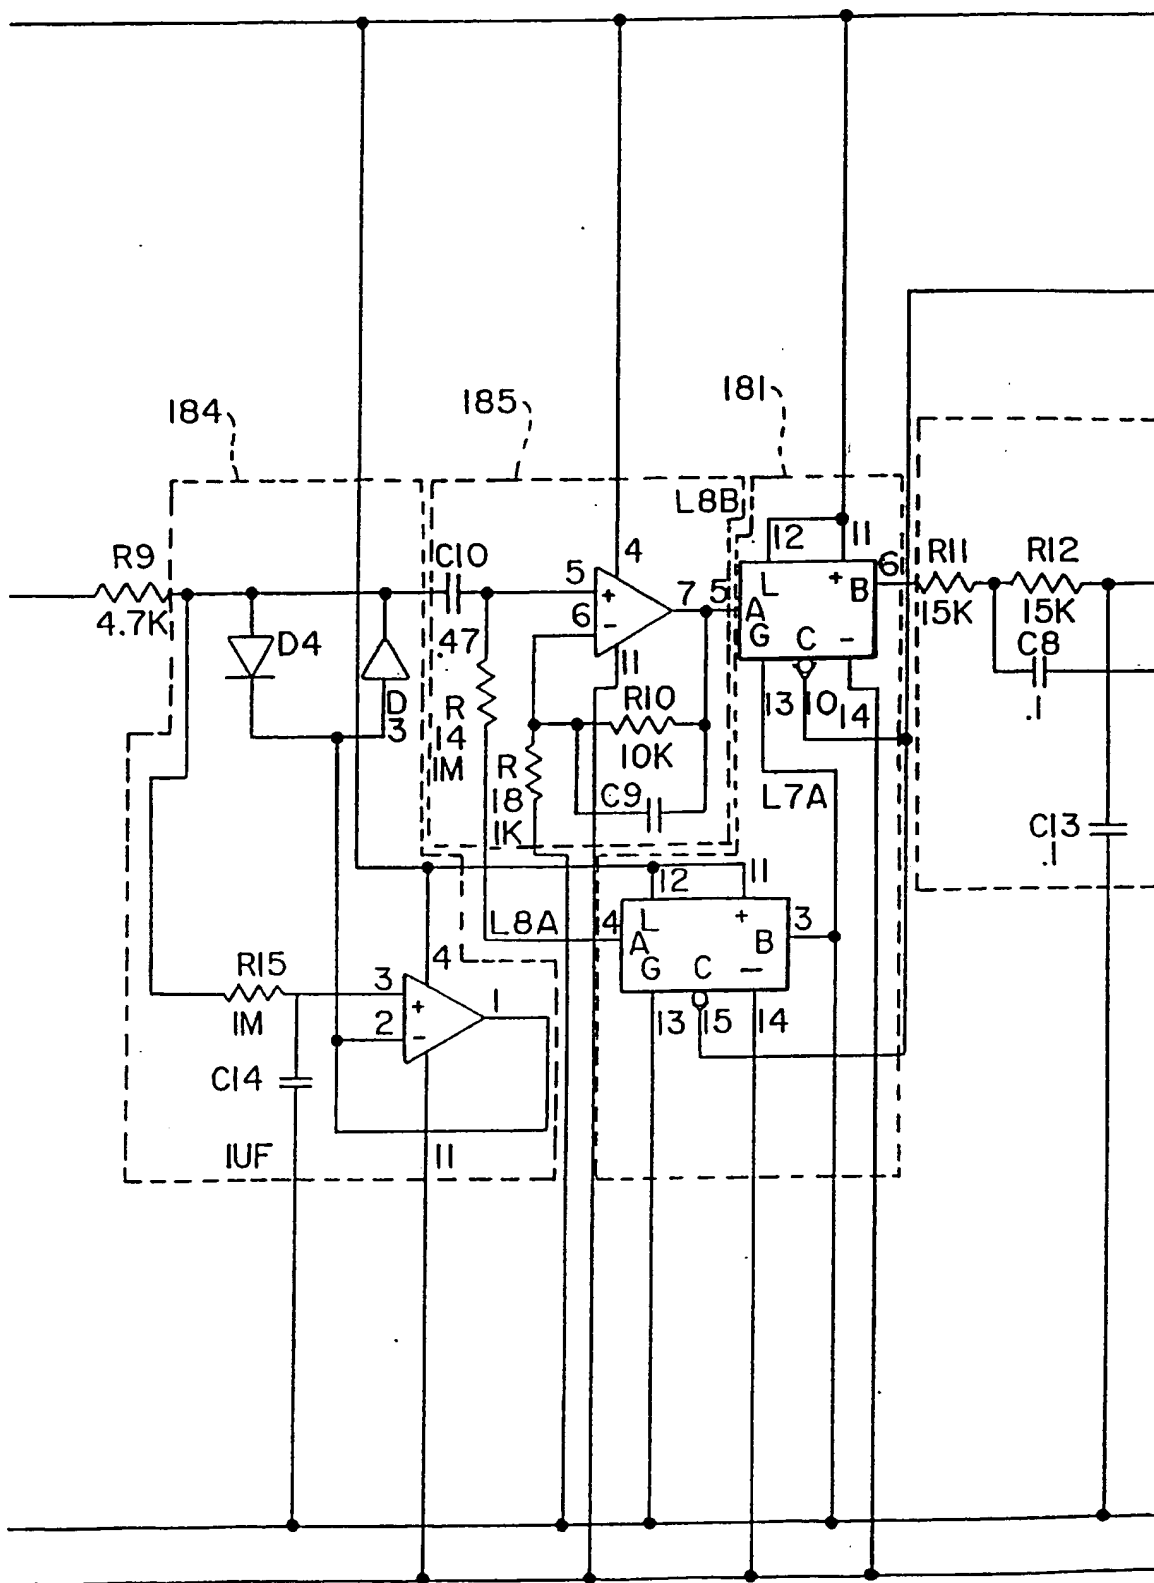 184
185
181
L8B
R9
4.7K
D4
D
3
C10
.47
R
14
1M
5
6
+
-
4
7
11
R10
10K
R
18
1K
C9
5
12
11
6
L
+
B
A
G
C
-
13
10
14
L7A
R11
15K
R12
15K
C8
.1
C13
.1
L8A
4
12
11
3
L
+
B
A
G
C
-
13
15
14
R15
1M
3
2
+
-
4
1
11
C14
1UF